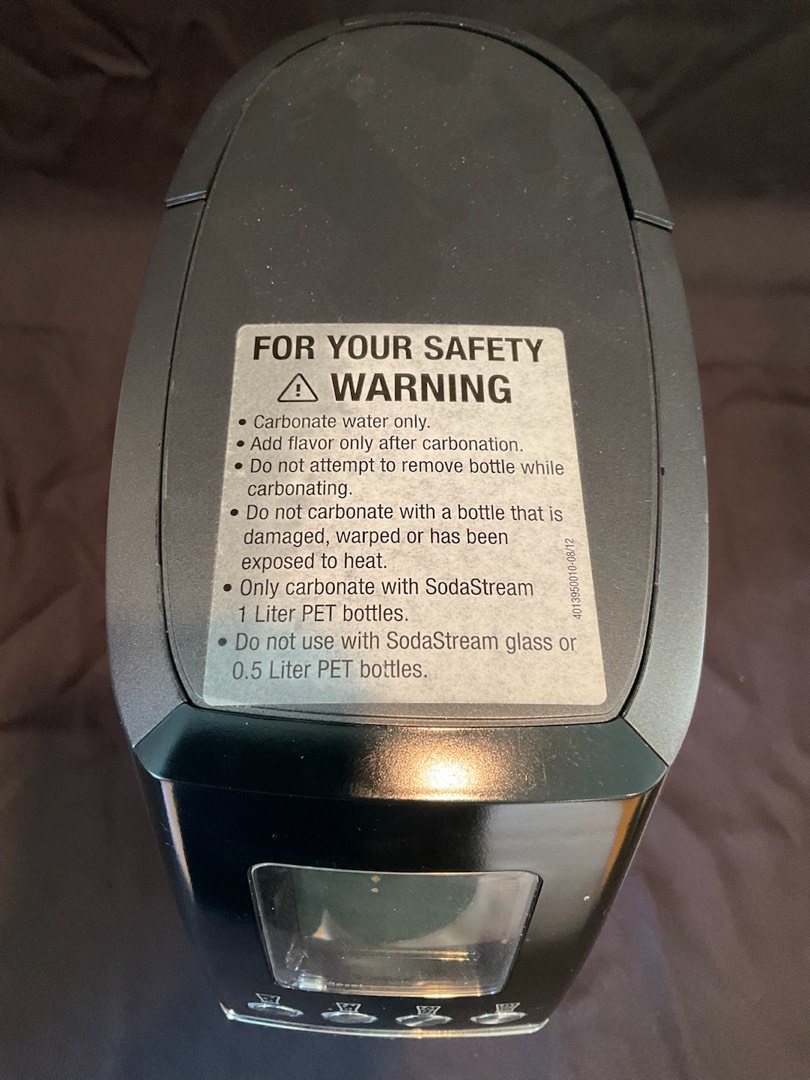 FOR YOUR SAFETY
WARNING
• Carbonate water only.
• Add flavor only after carbonation.
• Do not attempt to remove bottle while
carbonating.
• Do not carbonate with a bottle that is
damaged, warped or has been
exposed to heat.
• Only carbonate with SodaStream
1 Liter PET bottles.
• Do not use with SodaStream glass or
0.5 Liter PET bottles.
4013950010-08/12